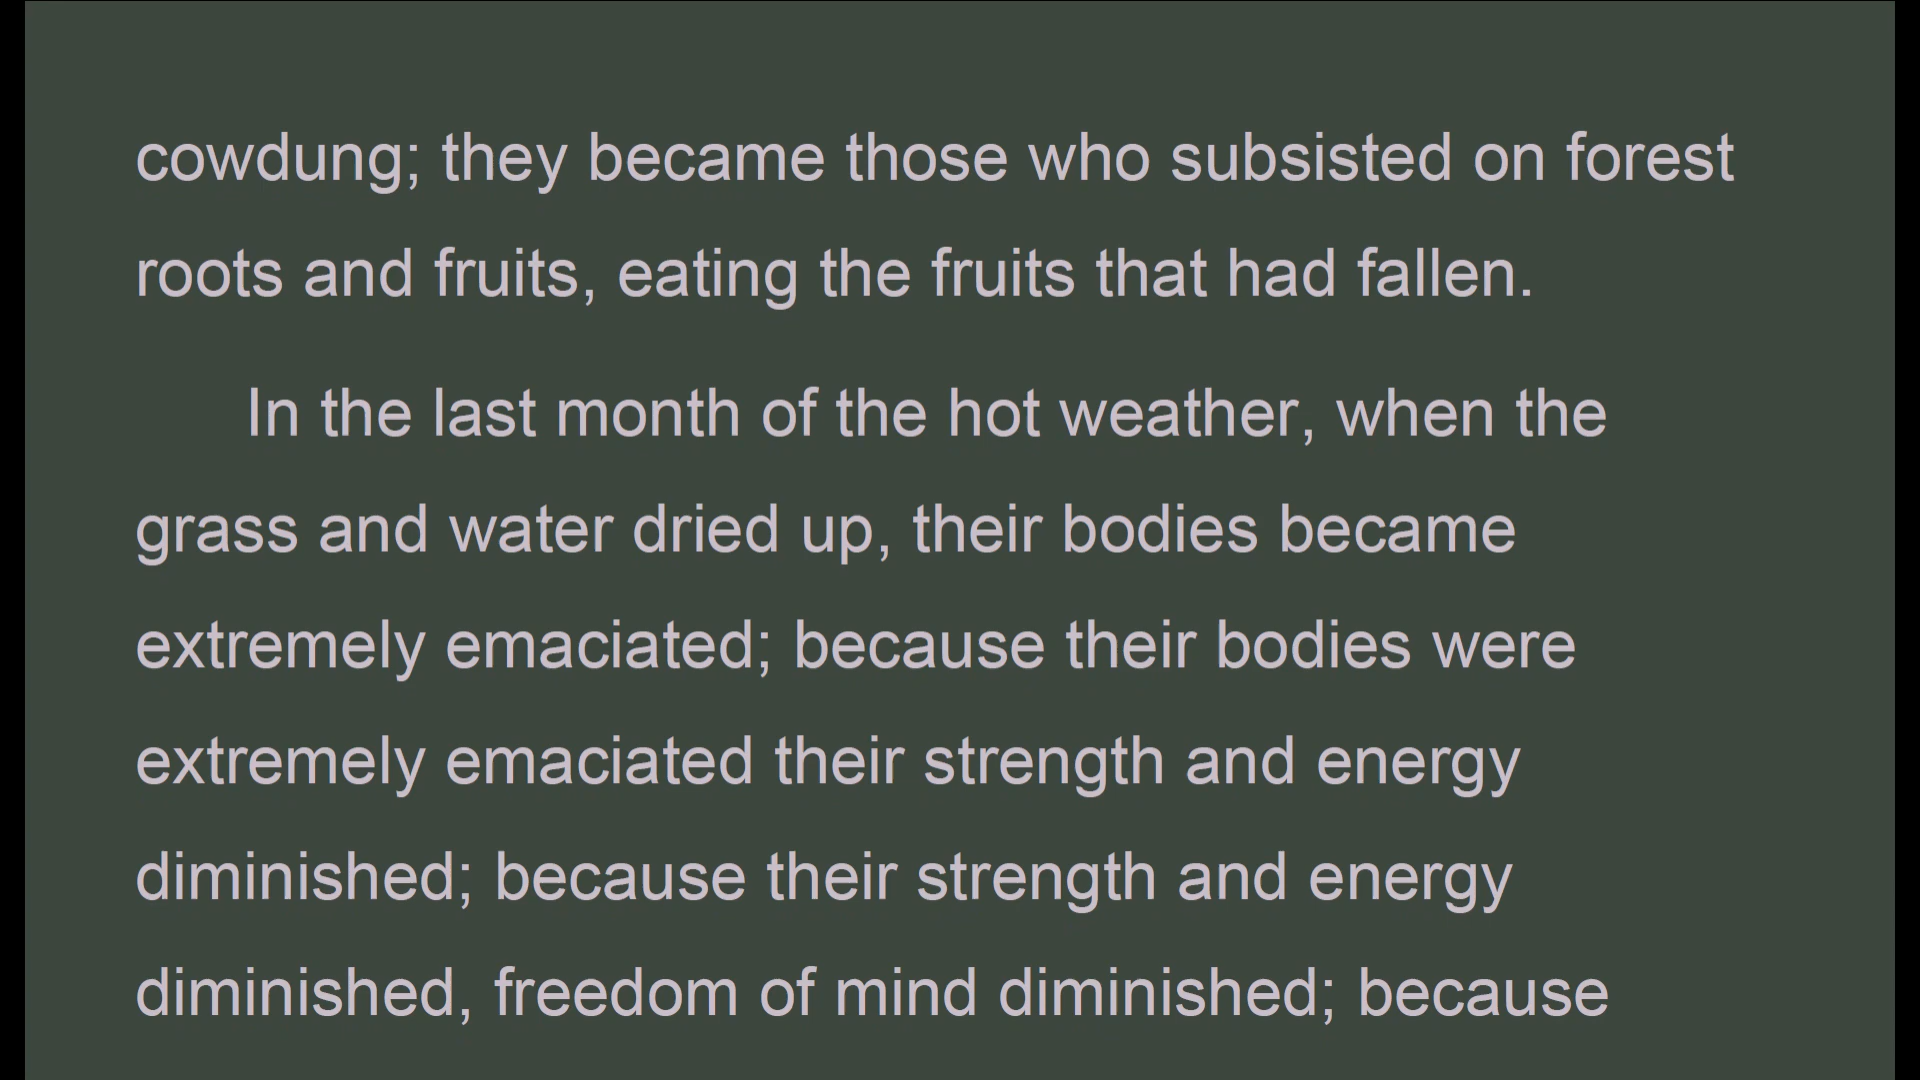 cowdung; they became those who subsisted on forest
roots and fruits, eating the fruits that had fallen.
In the last month of the hot weather, when the
grass and water dried up, their bodies became
extremely emaciated; because their bodies were
extremely emaciated their strength and energy
diminished; because their strength and energy
diminished, freedom of mind diminished; because